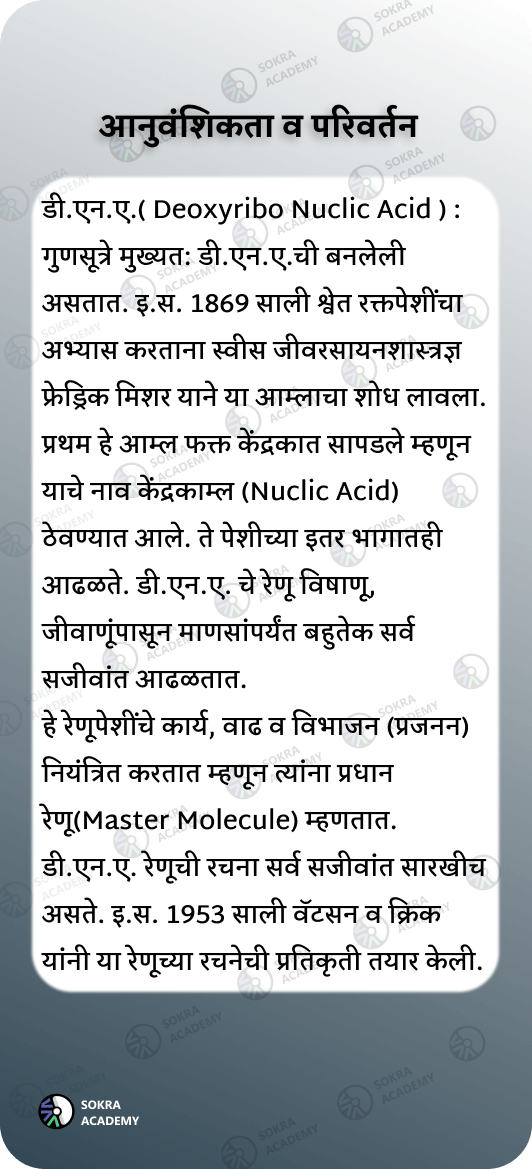 आनुवंशिकता व परिवर्तन
डी.एन.ए.( Deoxyribo Nuclic Acid ) :
गुणसूत्रे मुख्यतः डी.एन.ए.ची बनलेली
असतात. इ.स. 1869 साली श्वेत रक्तपेशींचा
अभ्यास करताना स्वीस जीवरसायनशास्त्रज्ञ
फ्रेड्रिक मिशर याने या आम्लाचा शोध लावला.
प्रथम हे आम्ल फक्त केंद्रकात सापडले म्हणून
याचे नाव केंद्रकाम्ल (Nuclic Acid)
ठेवण्यात आले. ते पेशीच्या इतर भागातही
आढळते. डी.एन.ए. चे रेणू विषाणू,
जीवाणूंपासून माणसांपर्यंत बहुतेक सर्व
सजीवांत आढळतात.
हे रेणूपेशींचे कार्य, वाढ व विभाजन (प्रजनन)
नियंत्रित करतात म्हणून त्यांना प्रधान
रेणू(Master Molecule) म्हणतात.
डी.एन.ए. रेणूची रचना सर्व सजीवांत सारखीच
असते. इ.स. 1953 साली वॅटसन व क्रिक
यांनी या रेणूच्या रचनेची प्रतिकृती तयार केली.
SOKRA
ACADEMY